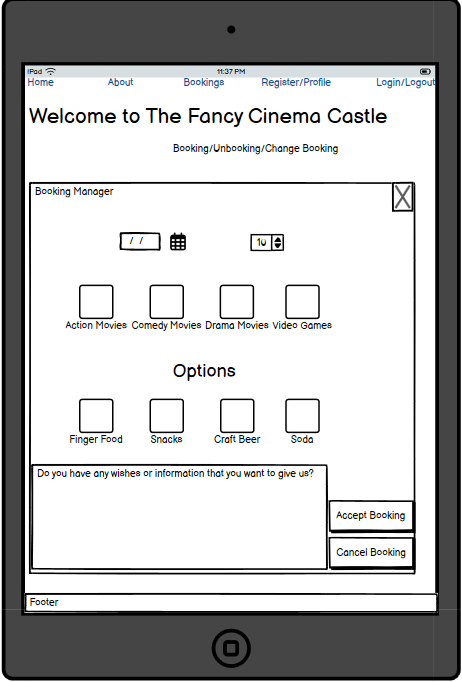 iPad 11:37 PM
Home About Bookings Register/Profile Login/Logout
Welcome to The Fancy Cinema Castle
Booking/Unbooking/Change Booking
Booking Manager
/ / 10
Action Movies Comedy Movies Drama Movies Video Games
Options
Finger Food Snacks Craft Beer Soda
Do you have any wishes or information that you want to give us?
Accept Booking
Cancel Booking
Footer